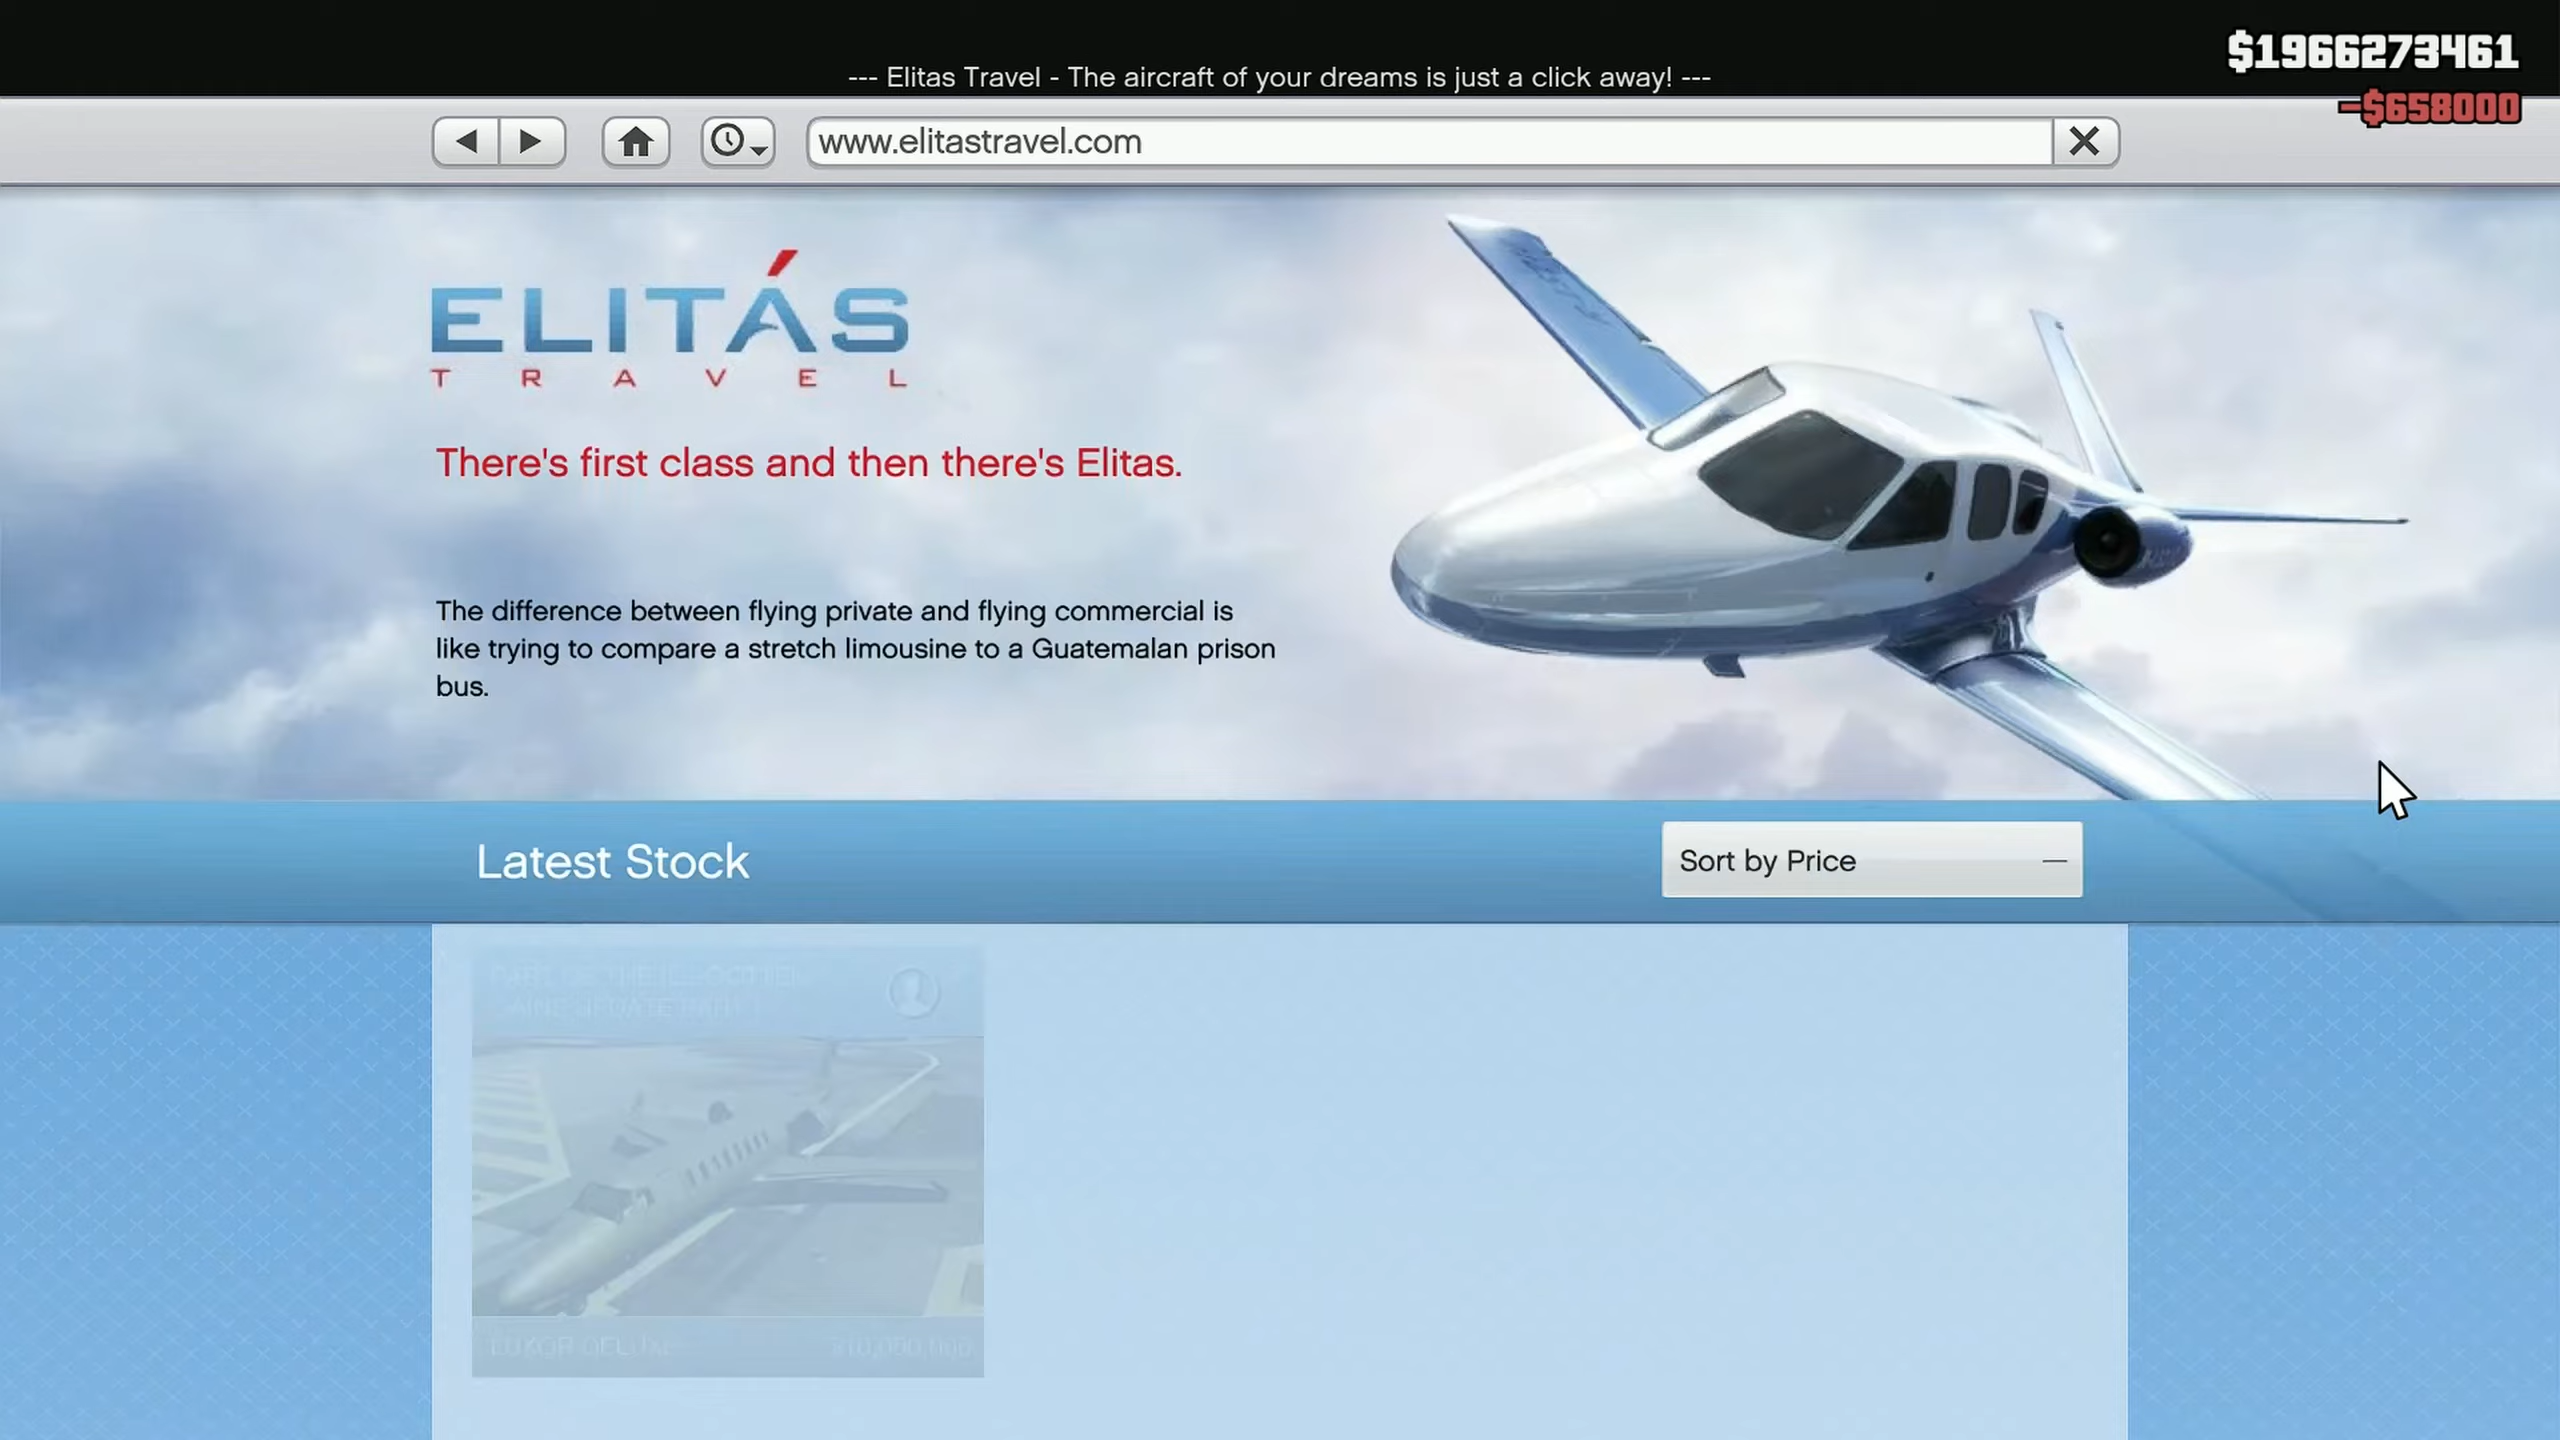 $1966273461
--- Elitas Travel - The aircraft of your dreams is just a click away! ---
-$658000
www.elitastravel.com
ELITÁS
TRAVEL
There's first class and then there's Elitas.
The difference between flying private and flying commercial is
like trying to compare a stretch limousine to a Guatemalan prison
bus.
Latest Stock
Sort by Price
LUXOR DELUXE